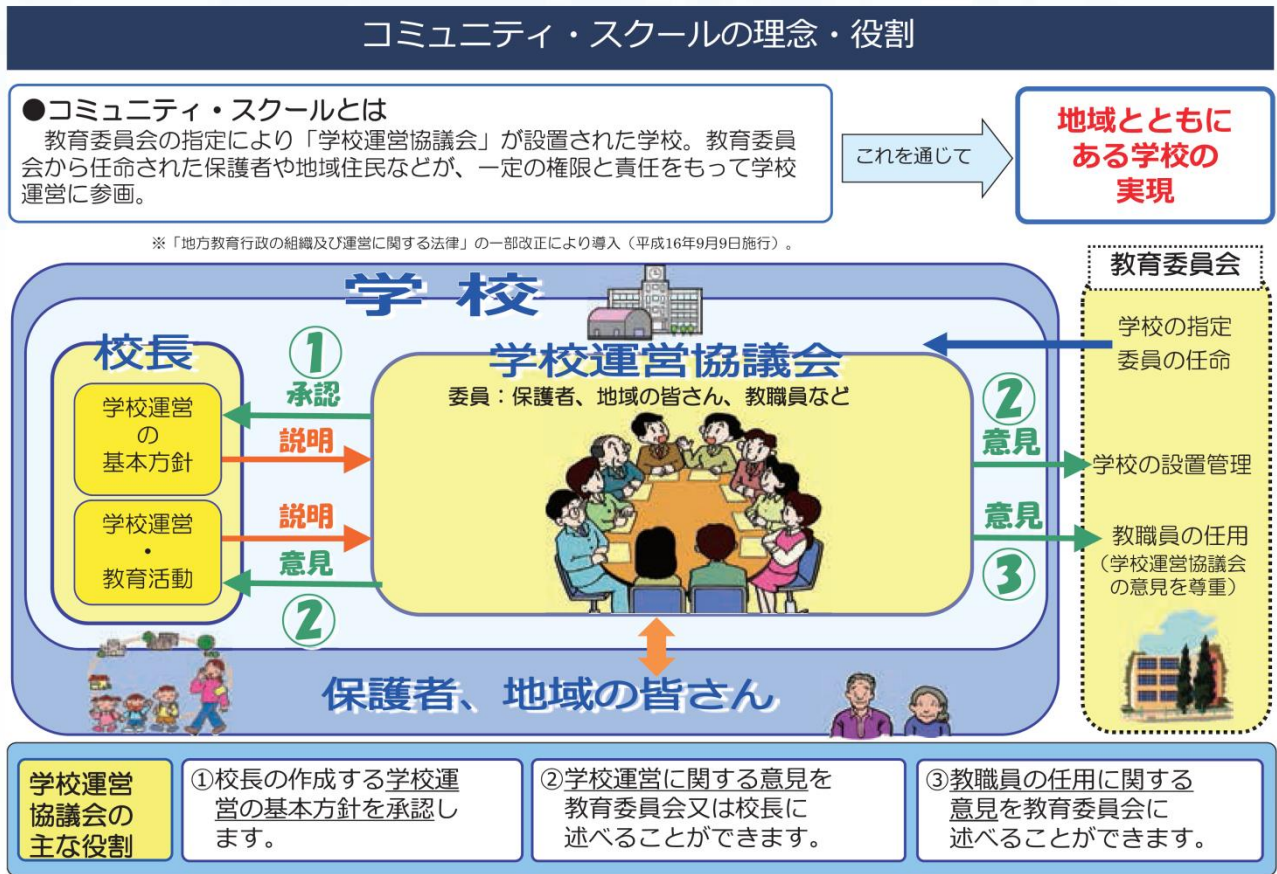 コミュニティ・スクールの理念・役割
●コミュニティ・スクールとは
教育委員会の指定により「学校運営協議会」が設置された学校。教育委員
会から任命された保護者や地域住民などが、一定の権限と責任をもって学校
運営に参画。
これを通じて
地域とともに
ある学校の
実現
※「地方教育行政の組織及び運営に関する法律」の一部改正により導入（平成16年9月9日施行）。
学校
校長
学校運営
の
基本方針
学校運営
・
教育活動
①
承認
説明
説明
意見
②
学校運営協議会
委員：保護者、地域の皆さん、教職員など
②
意見
意見
③
教育委員会
学校の指定
委員の任命
学校の設置管理
教職員の任用
（学校運営協議会
の意見を尊重）
保護者、地域の皆さん
学校運営
協議会の
主な役割
①校長の作成する学校運
営の基本方針を承認し
ます。
②学校運営に関する意見を
教育委員会又は校長に
述べることができます。
③教職員の任用に関する
意見を教育委員会に
述べることができます。